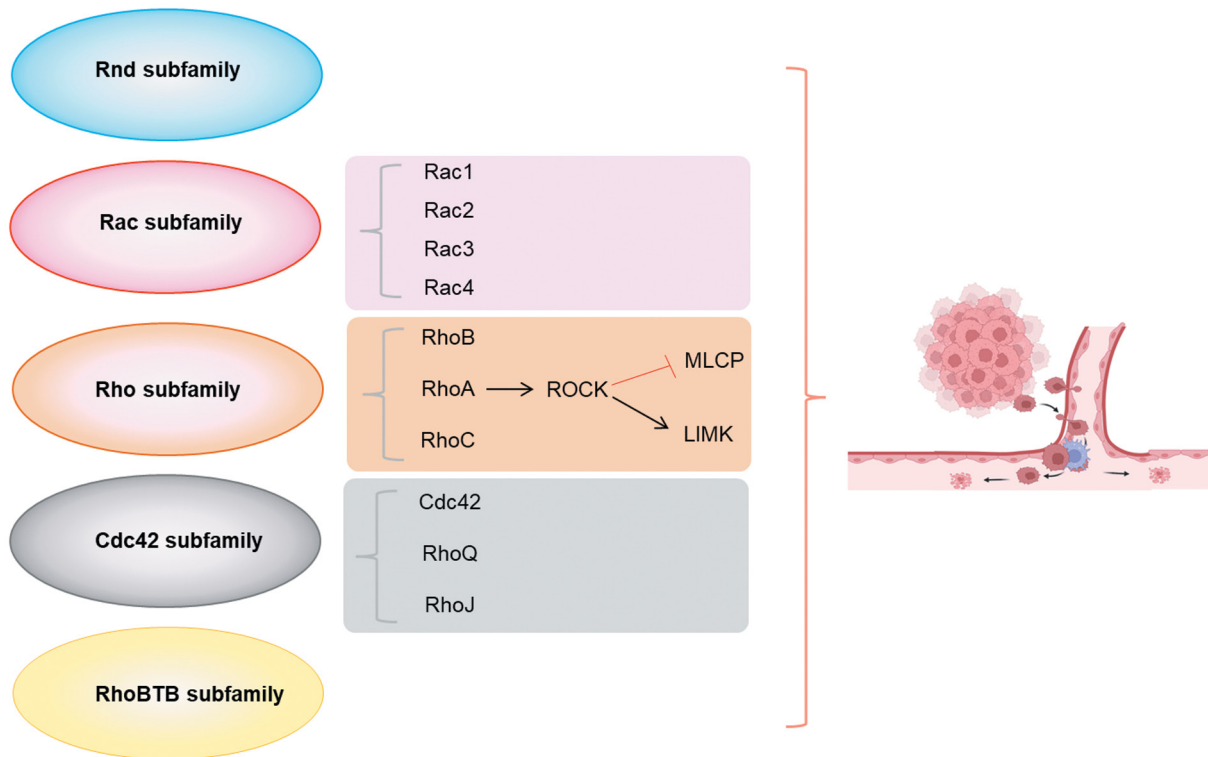 Rnd subfamily
Rac subfamily
Rac1
Rac2
Rac3
Rac4
Rho subfamily
RhoB
RhoA
RhoC
ROCK
MLCP
LIMK
Cdc42 subfamily
Cdc42
RhoQ
RhoJ
RhoBTB subfamily